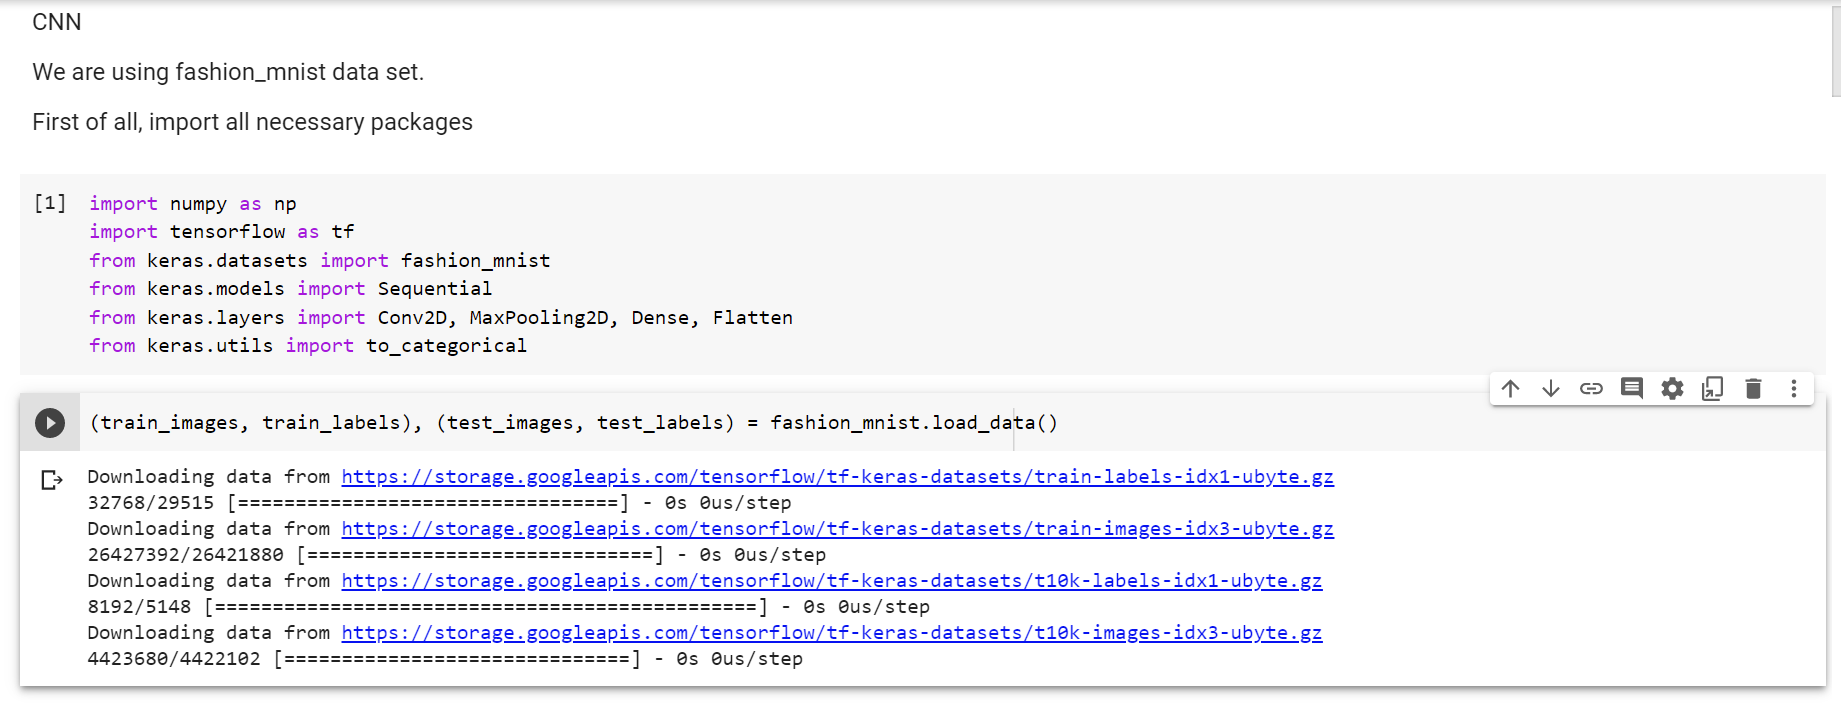 CNN
We are using fashion_mnist data set.
First of all, import all necessary packages
[1] import numpy as np
import tensorflow as tf
from keras.datasets import fashion_mnist
from keras.models import Sequential
from keras.layers import Conv2D, MaxPooling2D, Dense, Flatten
from keras.utils import to_categorical
(train_images, train_labels), (test_images, test_labels) = fashion_mnist.load_data()
Downloading data from https://storage.googleapis.com/tensorflow/tf-keras-datasets/train-labels-idx1-ubyte.gz
32768/29515 [=================================] - 0s 0us/step
Downloading data from https://storage.googleapis.com/tensorflow/tf-keras-datasets/train-images-idx3-ubyte.gz
26427392/26421880 [==============================] - 0s 0us/step
Downloading data from https://storage.googleapis.com/tensorflow/tf-keras-datasets/t10k-labels-idx1-ubyte.gz
8192/5148 [===============================================] - 0s 0us/step
Downloading data from https://storage.googleapis.com/tensorflow/tf-keras-datasets/t10k-images-idx3-ubyte.gz
4423680/4422102 [==============================] - 0s 0us/step